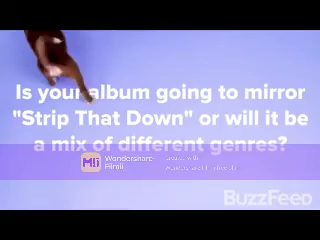 Is your album going to mirror
"Strip That Down" or will it be
a mix of different genres?
Wondershare
Filmii
BuzzFeed